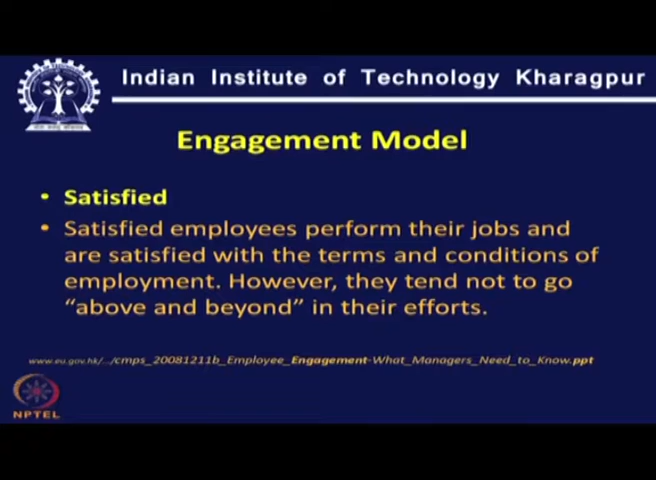 Indian Institute of Technology Kharagpur
Engagement Model
• Satisfied
• Satisfied employees perform their jobs and
are satisfied with the terms and conditions of
employment. However, they tend not to go
“above and beyond” in their efforts.
www.eu.gov.hk/.../cmps_20081211b_Employee_Engagement-What_Managers_Need_to_Know.ppt
NPTEL